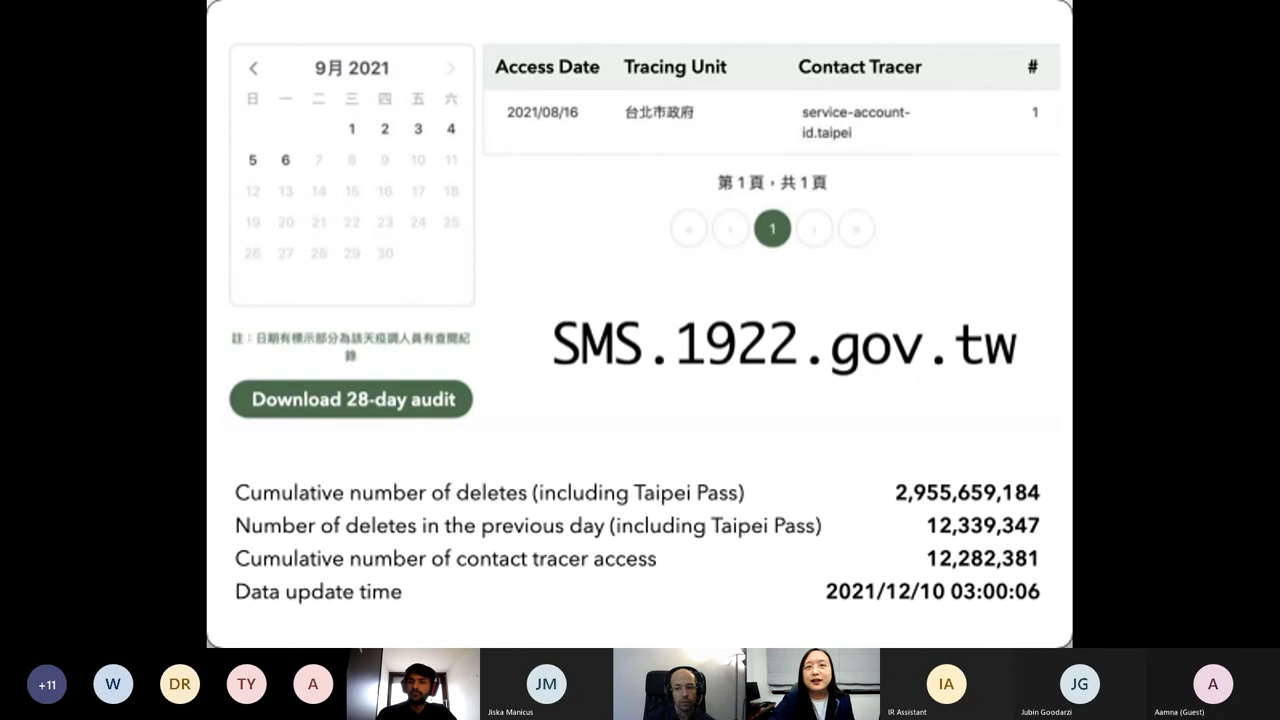 9月 2021
日 一 二 三 四 五 六
1 2 3 4
5 6 7 8 9 10 11
12 13 14 15 16 17 18
19 20 21 22 23 24 25
26 27 28 29 30
註：日期有標示部分為該天疫調人員有查閱紀
錄
Download 28-day audit
Access Date Tracing Unit Contact Tracer #
2021/08/16 台北市政府 service-account- 1
id.taipei
第 1 頁，共 1 頁
« ‹ 1 › »
SMS.1922.gov.tw
Cumulative number of deletes (including Taipei Pass) 2,955,659,184
Number of deletes in the previous day (including Taipei Pass) 12,339,347
Cumulative number of contact tracer access 12,282,381
Data update time 2021/12/10 03:00:06
+11 W DR TY A JM IA JG A
Jiska Manicus IR Assistant Jubin Goodarzi Aamna (Guest)